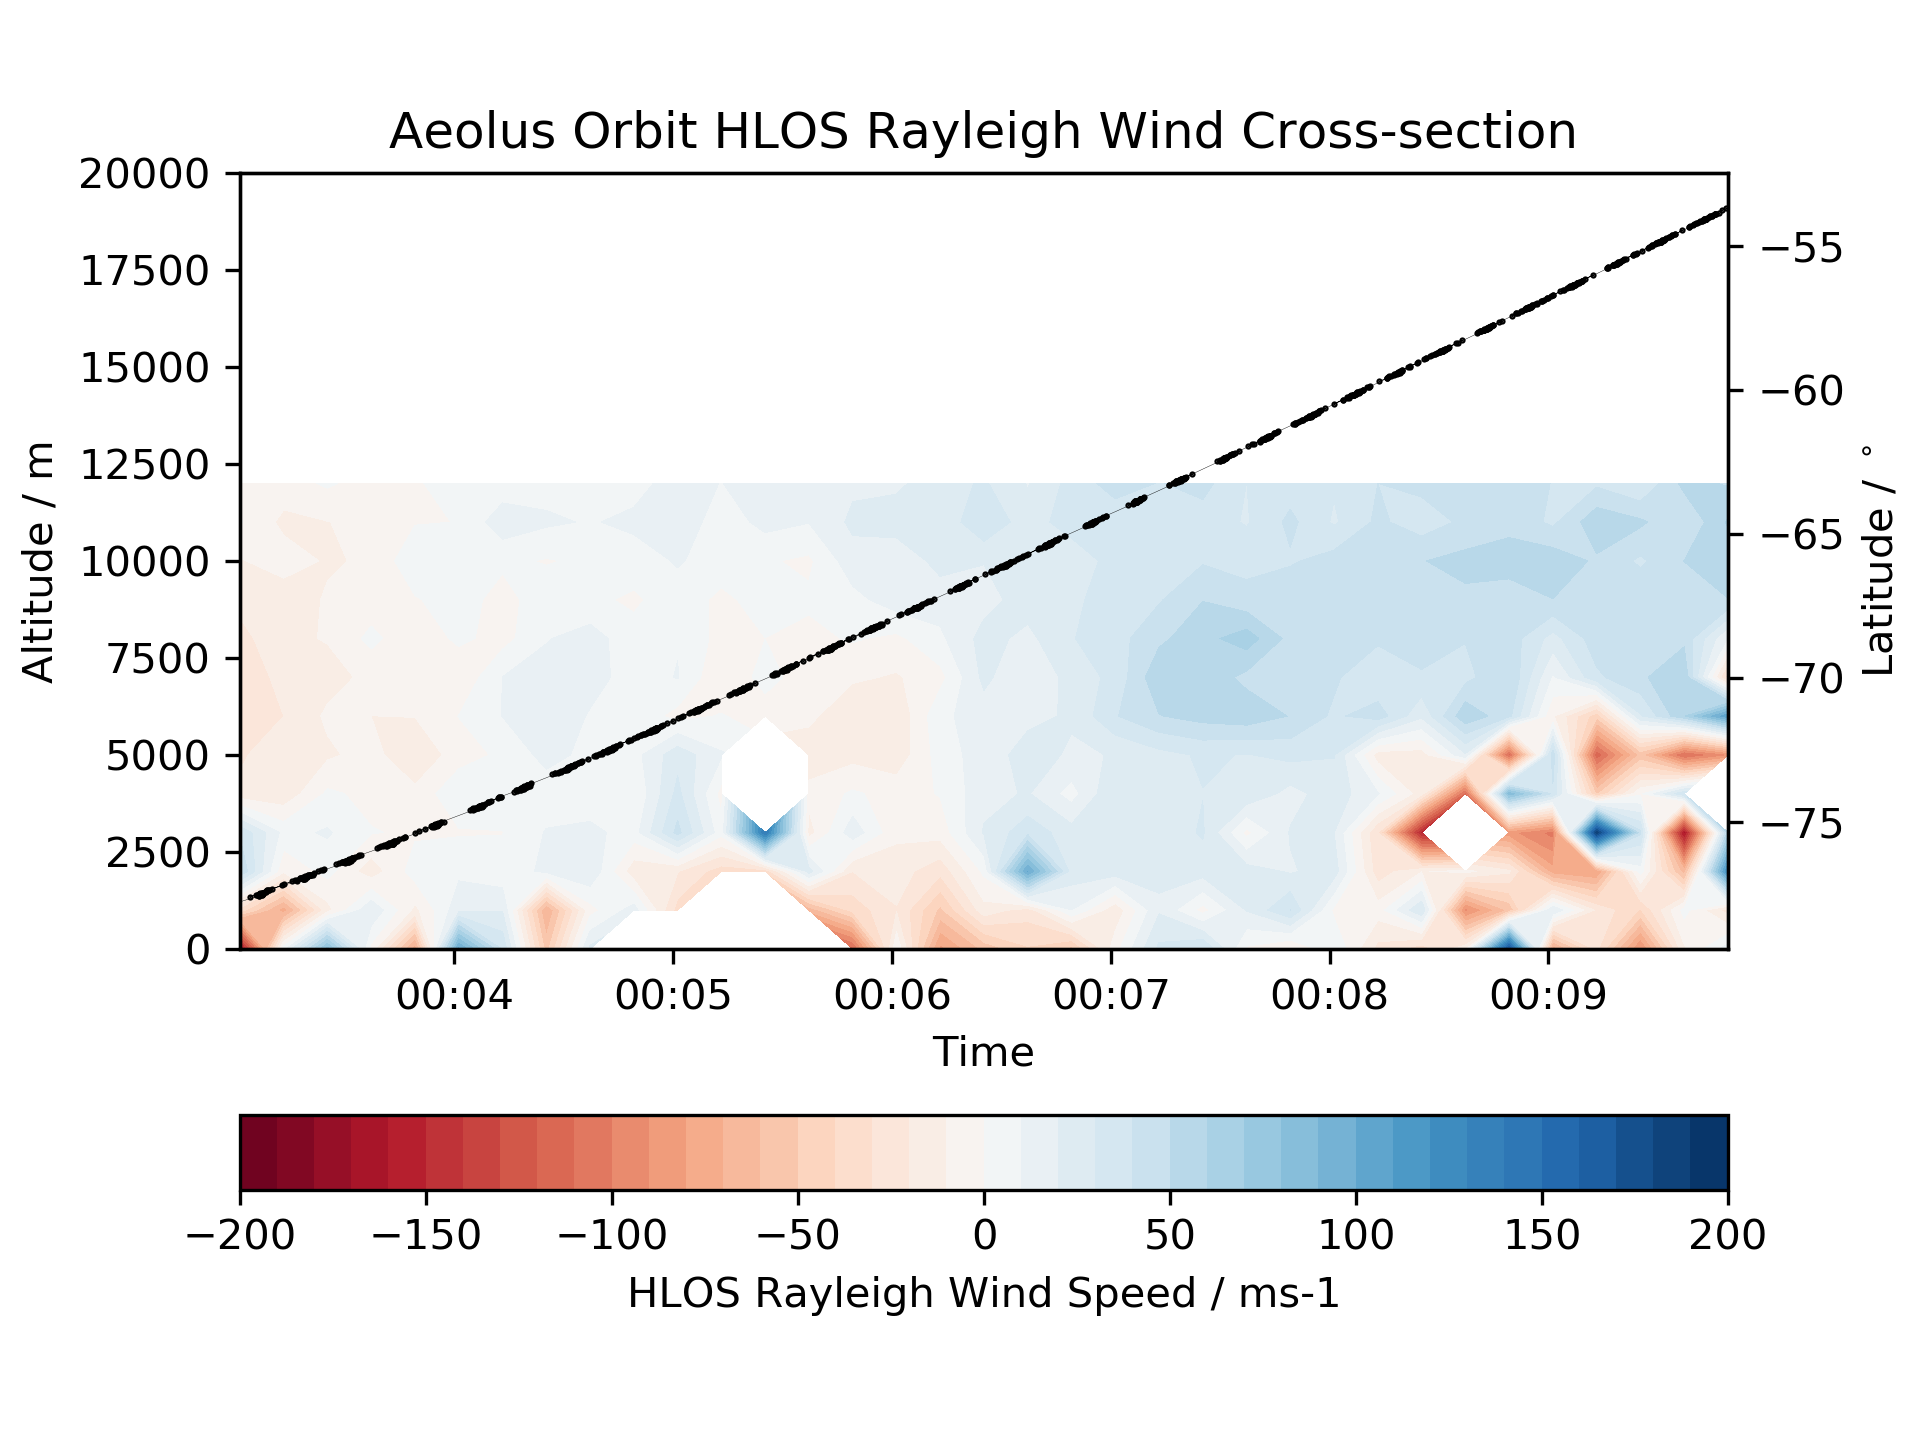 Aeolus Orbit HLOS Rayleigh Wind Cross-section
20000
17500
15000
12500
10000
7500
5000
2500
0
Altitude / m
−55
−60
−65
−70
−75
Latitude / °
00:04 00:05 00:06 00:07 00:08 00:09
Time
−200 −150 −100 −50 0 50 100 150 200
HLOS Rayleigh Wind Speed / ms-1